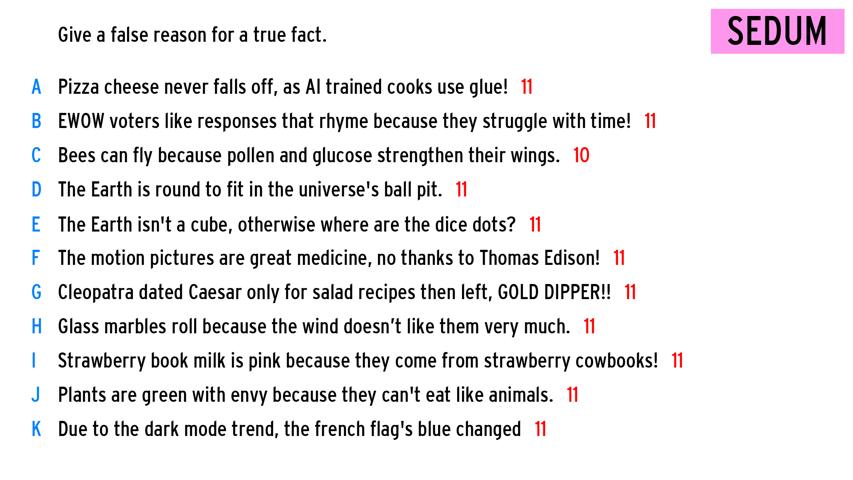 Give a false reason for a true fact.
SEDUM
A Pizza cheese never falls off, as AI trained cooks use glue! 11
B EWOW voters like responses that rhyme because they struggle with time! 11
C Bees can fly because pollen and glucose strengthen their wings. 10
D The Earth is round to fit in the universe's ball pit. 11
E The Earth isn't a cube, otherwise where are the dice dots? 11
F The motion pictures are great medicine, no thanks to Thomas Edison! 11
G Cleopatra dated Caesar only for salad recipes then left, GOLD DIPPER!! 11
H Glass marbles roll because the wind doesn’t like them very much. 11
I Strawberry book milk is pink because they come from strawberry cowbooks! 11
J Plants are green with envy because they can't eat like animals. 11
K Due to the dark mode trend, the french flag's blue changed 11